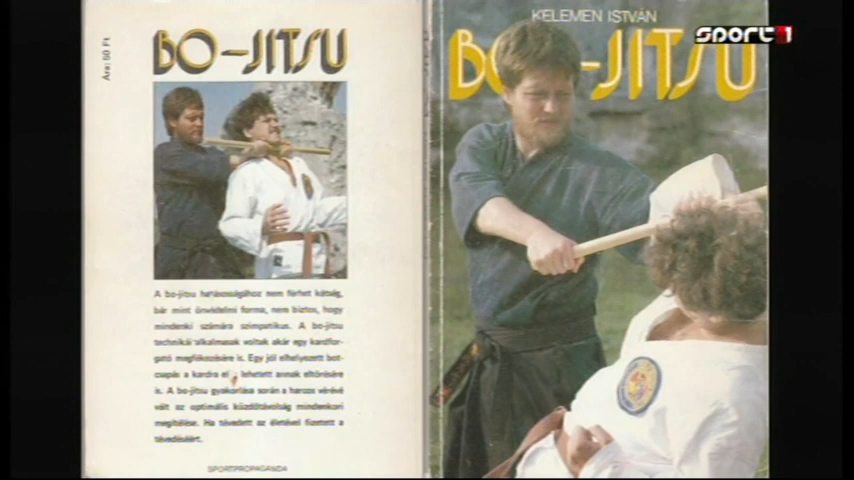 Ára: 50 Ft
BO-JITSU
A bo-jitsu hatásosságához nem férhet kétség,
bár mint önvédelmi forma, nem biztos, hogy
mindenki számára szimpatikus. A bo-jitsu
technikái alkalmasak voltak akár egy kardfor-
gató megfékezésére is. Egy jól elhelyezett bot-
csapás a kardra el lehetett annak eltörésére
is. A bo-jitsu gyakorlása során a harcos vérévé
vált az optimális küzdőtávolság mindenkori
megítélése. Ha tévedett az életével fizetett a
tévedéséért.
SPORTPROPAGANDA
KELEMEN ISTVÁN
BO-JITSU
sport1